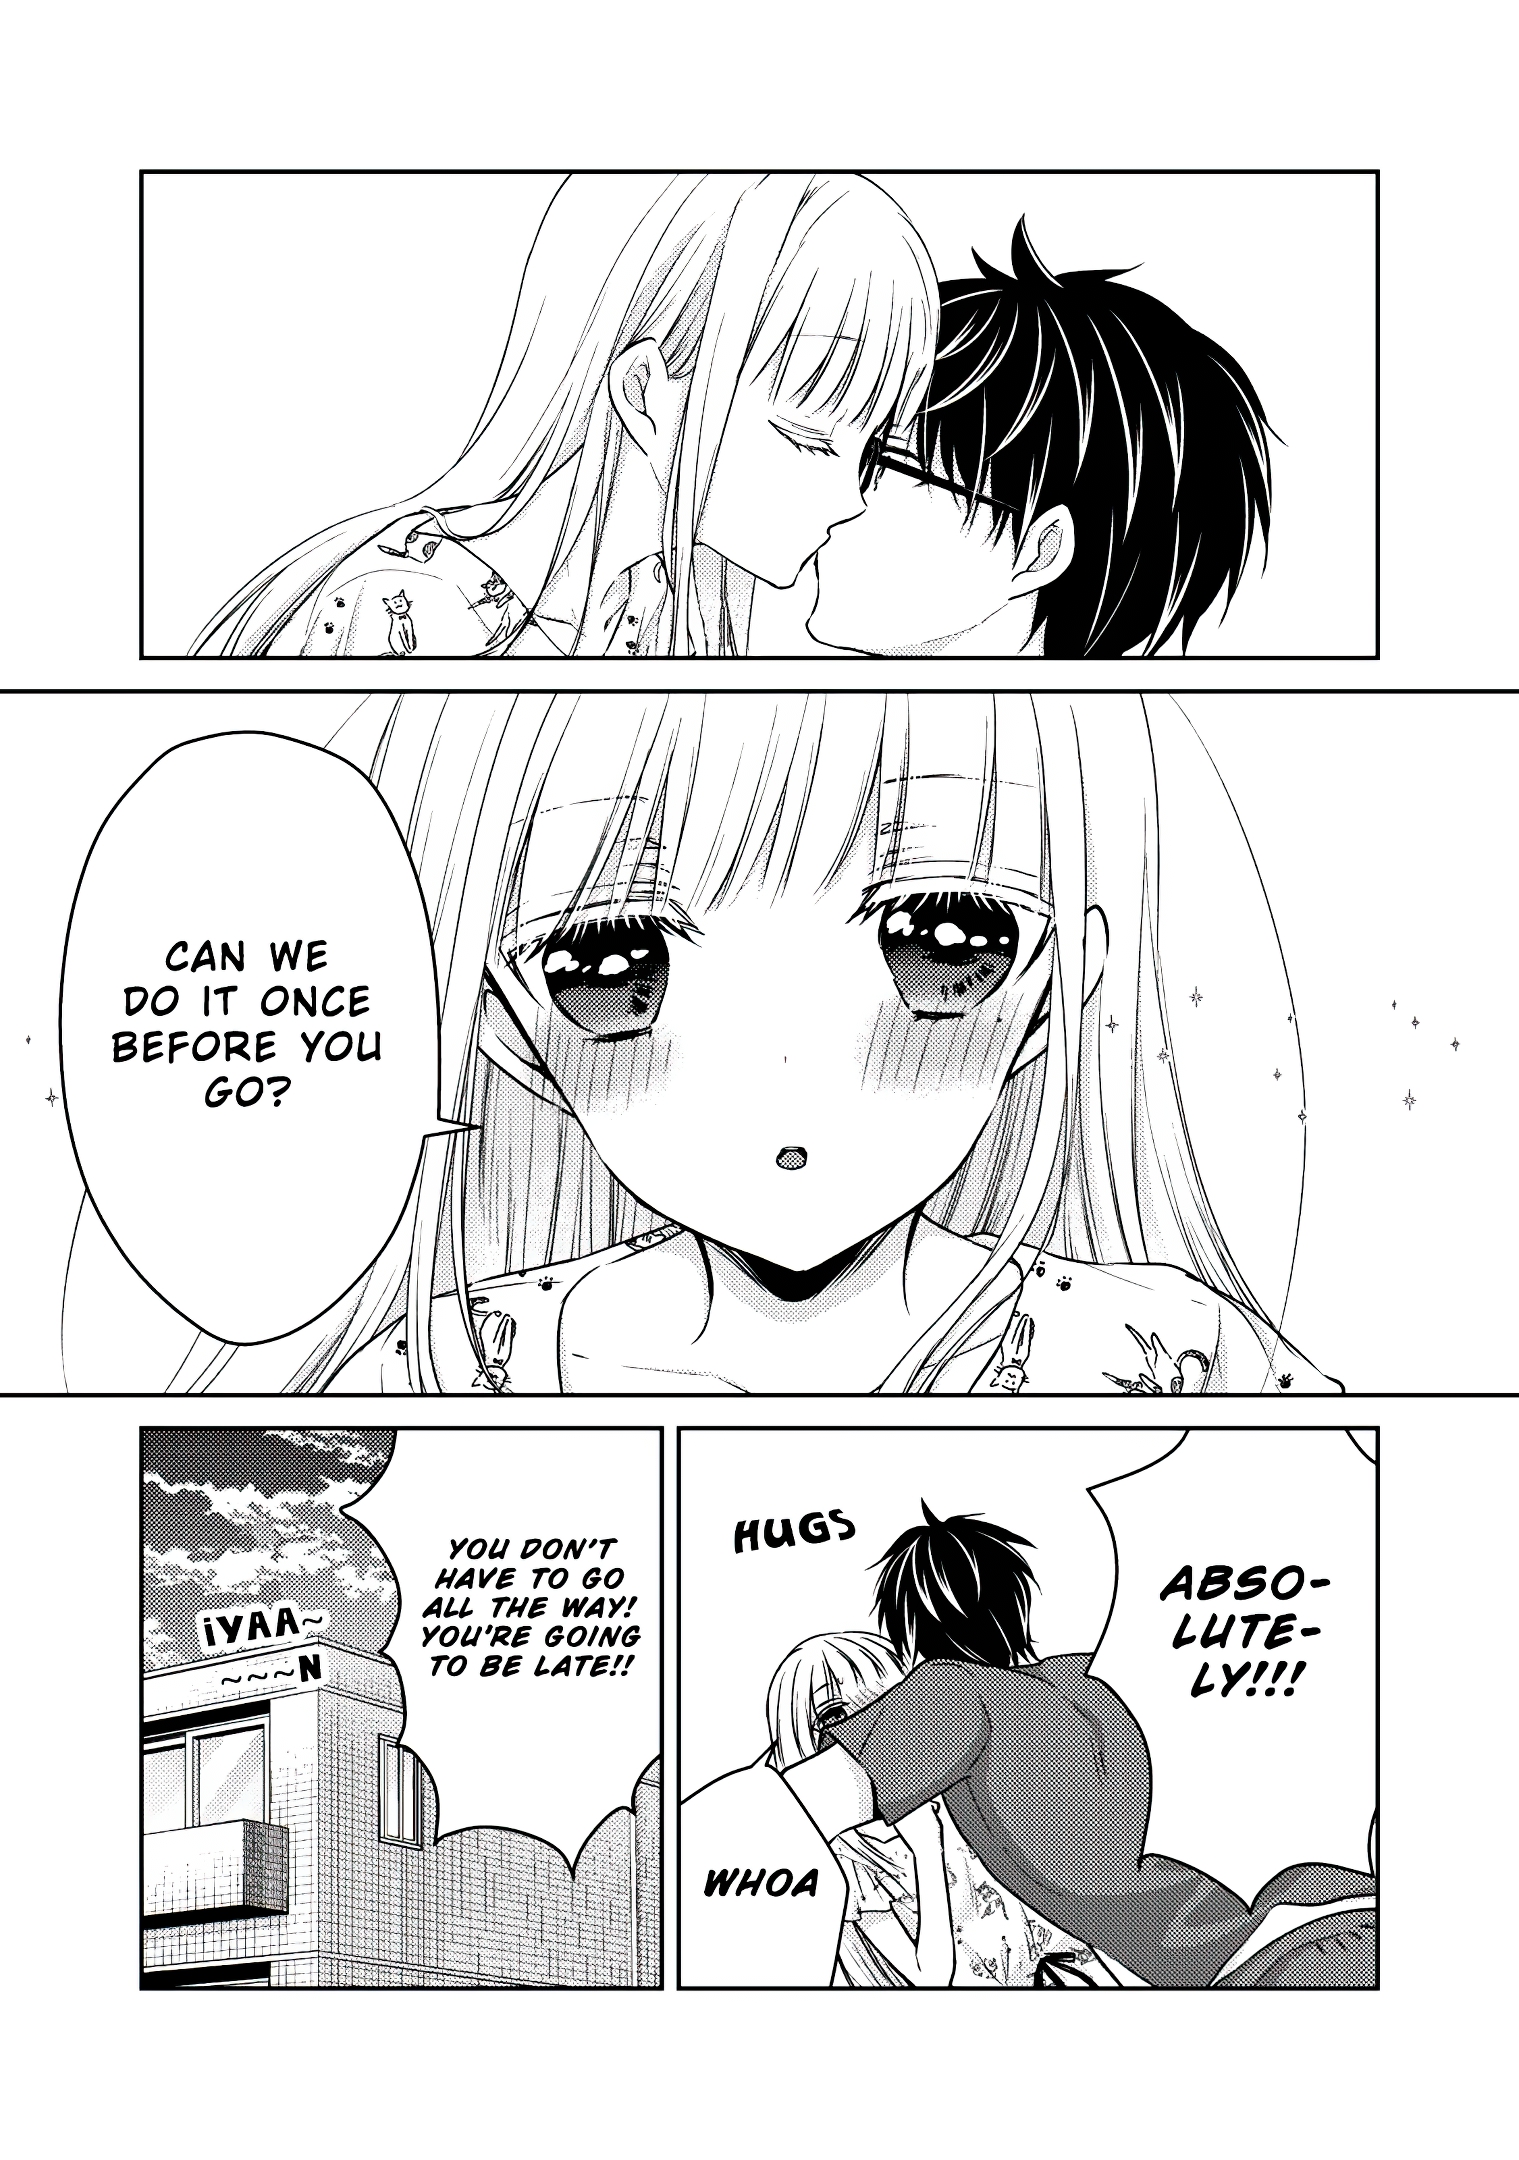 CAN WE
DO IT ONCE
BEFORE YOU
GO?
HUGS
ABSO-
LUTE-
LY!!!
WHOA
YOU DON'T
HAVE TO GO
ALL THE WAY!
YOU'RE GOING
TO BE LATE!!
iYAA~
~~~N